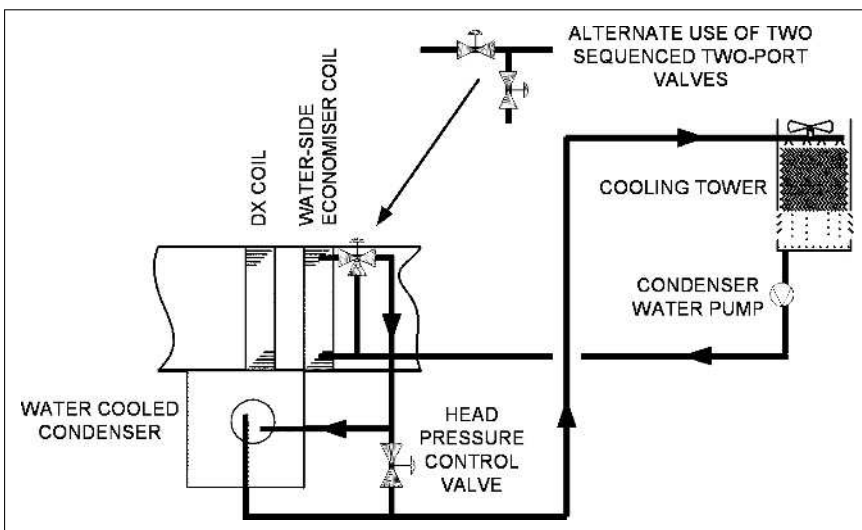 ALTERNATE USE OF TWO
SEQUENCED TWO-PORT
VALVES
DX COIL
WATER-SIDE
ECONOMISER COIL
COOLING TOWER
CONDENSER
WATER PUMP
WATER COOLED
CONDENSER
HEAD
PRESSURE
CONTROL
VALVE